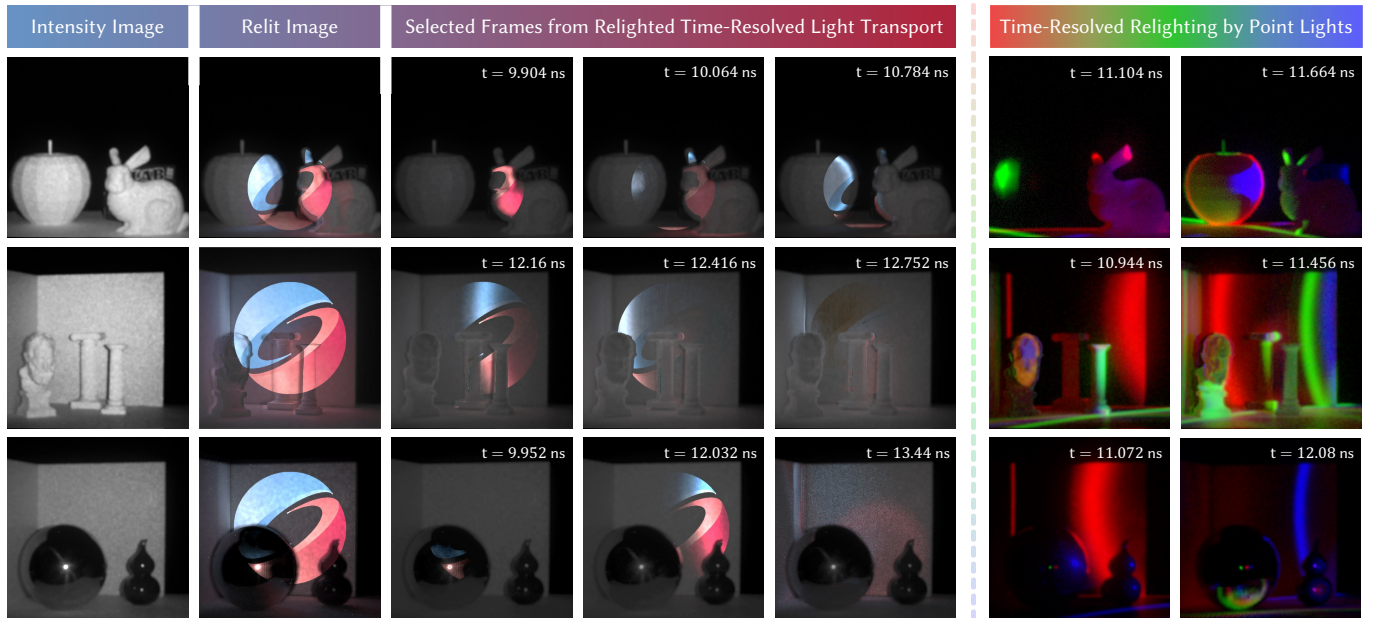 Intensity Image
Relit Image
Selected Frames from Relighted Time-Resolved Light Transport
Time-Resolved Relighting by Point Lights
t = 9.904 ns
t = 10.064 ns
t = 10.784 ns
t = 11.104 ns
t = 11.664 ns
t = 12.16 ns
t = 12.416 ns
t = 12.752 ns
t = 10.944 ns
t = 11.456 ns
t = 9.952 ns
t = 12.032 ns
t = 13.44 ns
t = 11.072 ns
t = 12.08 ns